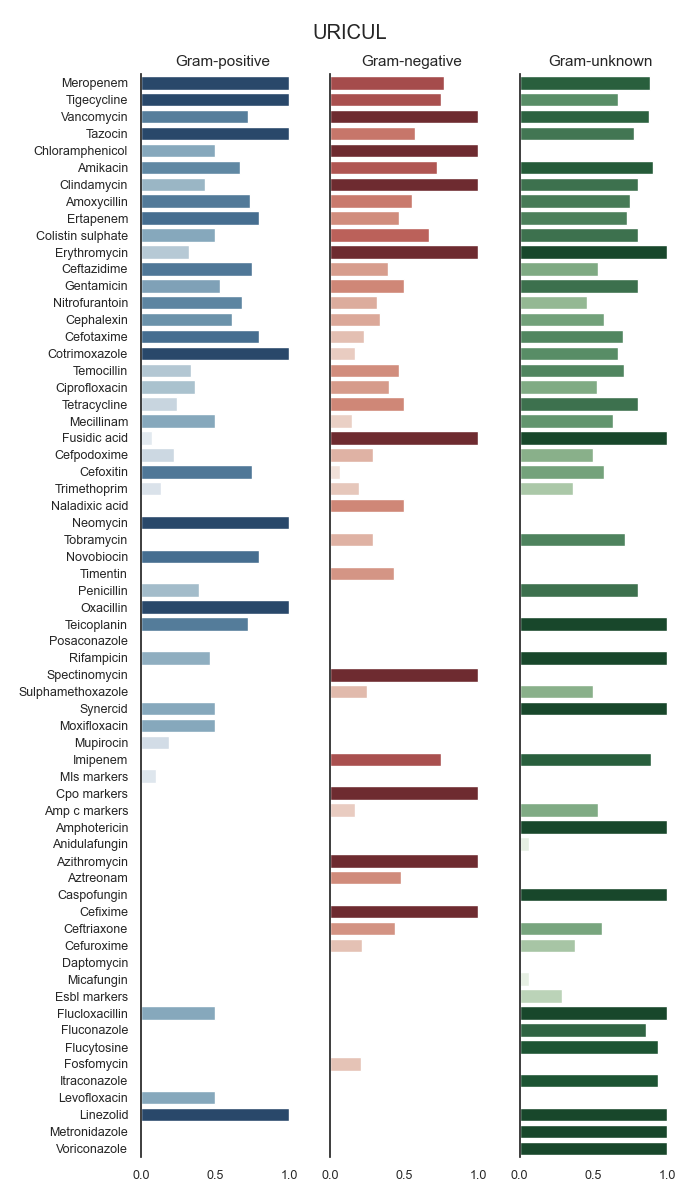 URICUL
Gram-positive Gram-negative Gram-unknown
Meropenem
Tigecycline
Vancomycin
Tazocin
Chloramphenicol
Amikacin
Clindamycin
Amoxycillin
Ertapenem
Colistin sulphate
Erythromycin
Ceftazidime
Gentamicin
Nitrofurantoin
Cephalexin
Cefotaxime
Cotrimoxazole
Temocillin
Ciprofloxacin
Tetracycline
Mecillinam
Fusidic acid
Cefpodoxime
Cefoxitin
Trimethoprim
Naladixic acid
Neomycin
Tobramycin
Novobiocin
Timentin
Penicillin
Oxacillin
Teicoplanin
Posaconazole
Rifampicin
Spectinomycin
Sulphamethoxazole
Synercid
Moxifloxacin
Mupirocin
Imipenem
Mls markers
Cpo markers
Amp c markers
Amphotericin
Anidulafungin
Azithromycin
Aztreonam
Caspofungin
Cefixime
Ceftriaxone
Cefuroxime
Daptomycin
Micafungin
Esbl markers
Flucloxacillin
Fluconazole
Flucytosine
Fosfomycin
Itraconazole
Levofloxacin
Linezolid
Metronidazole
Voriconazole
0.0 0.5 1.0 0.0 0.5 1.0 0.0 0.5 1.0